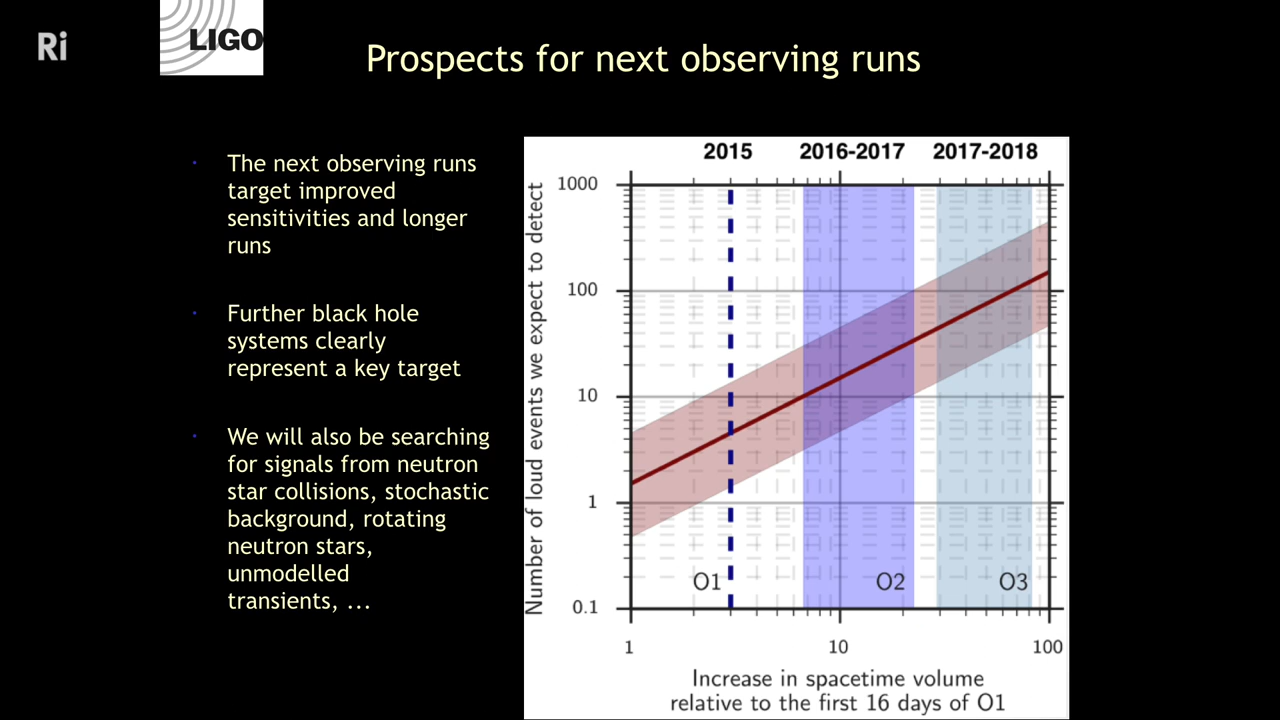 Ri
LIGO
Prospects for next observing runs
The next observing runs
target improved
sensitivities and longer
runs
Further black hole
systems clearly
represent a key target
We will also be searching
for signals from neutron
star collisions, stochastic
background, rotating
neutron stars,
unmodelled
transients, ...
2015 2016-2017 2017-2018
Number of loud events we expect to detect
1000
100
10
1
0.1
O1 O2 O3
1 10 100
Increase in spacetime volume
relative to the first 16 days of O1